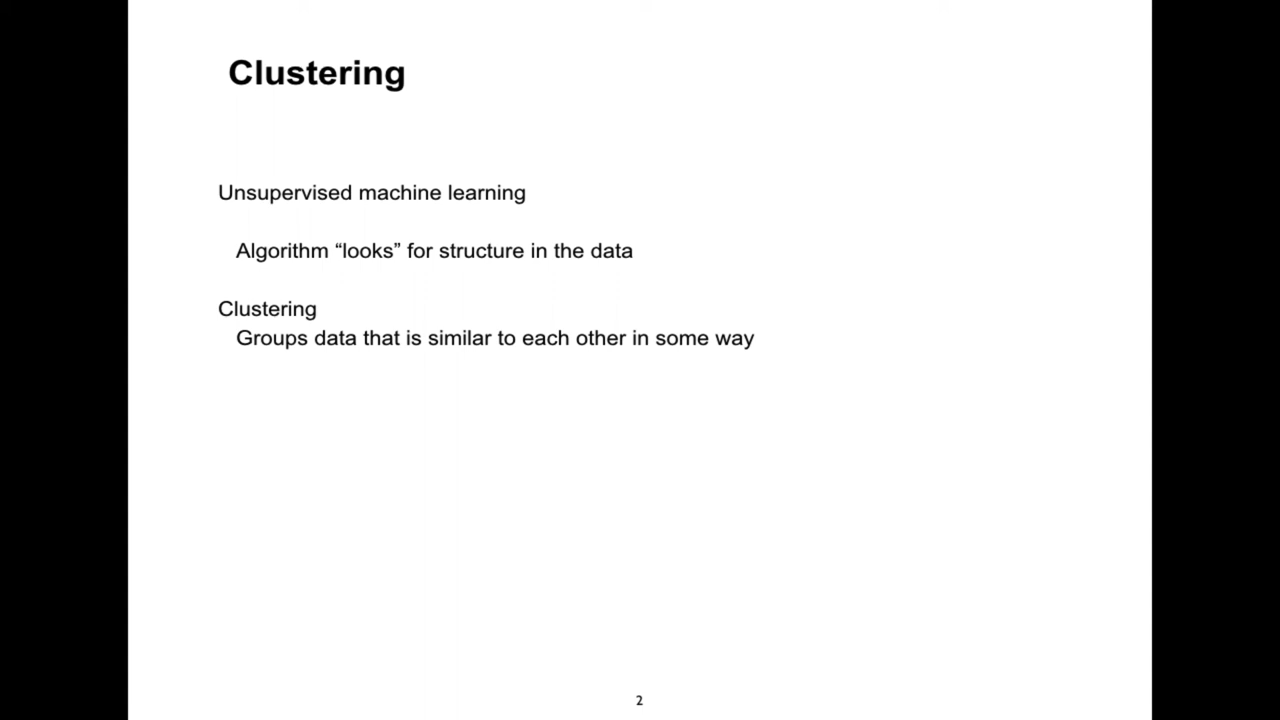 Clustering
Unsupervised machine learning
Algorithm “looks” for structure in the data
Clustering
Groups data that is similar to each other in some way
2